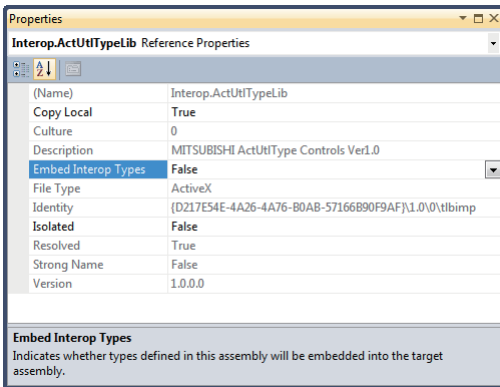 Properties
Interop.ActUtlTypeLib Reference Properties
(Name) Interop.ActUtlTypeLib
Copy Local True
Culture 0
Description MITSUBISHI ActUtlType Controls Ver1.0
Embed Interop Types False
File Type ActiveX
Identity {D217E54E-4A26-4A76-B0AB-57166B90F9AF}\1.0\0\tlbimp
Isolated False
Resolved True
Strong Name False
Version 1.0.0.0
Embed Interop Types
Indicates whether types defined in this assembly will be embedded into the target
assembly.